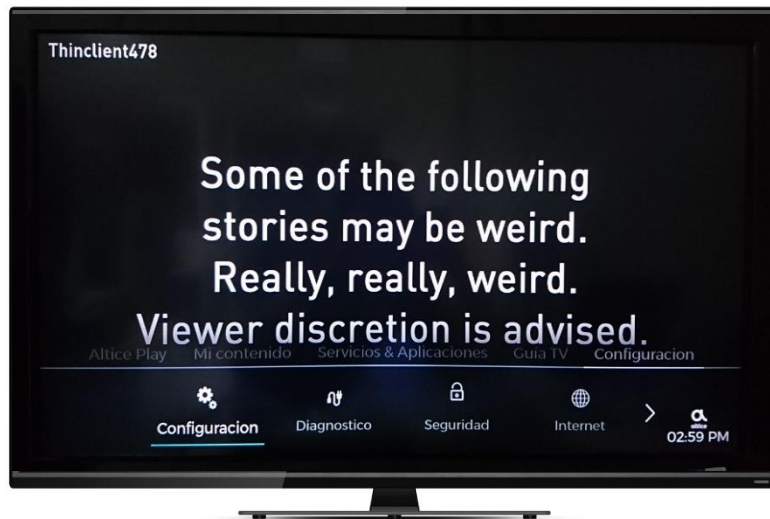 Thinclient478
Some of the following
stories may be weird.
Really, really, weird.
Viewer discretion is advised.
Altice Play Mi contenido Servicios & Aplicaciones Guia TV Configuracion
Configuracion Diagnostico Seguridad Internet
altice
02:59 PM